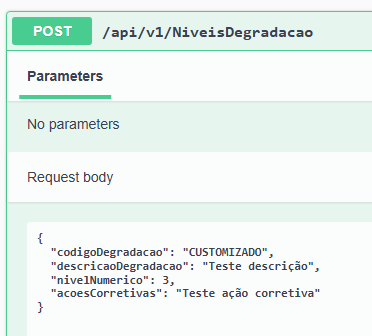 POST /api/v1/NiveisDegradacao
Parameters
No parameters
Request body
{
"codigoDegradacao": "CUSTOMIZADO",
"descricaoDegradacao": "Teste descrição",
"nivelNumerico": 3,
"acoesCorretivas": "Teste ação corretiva"
}